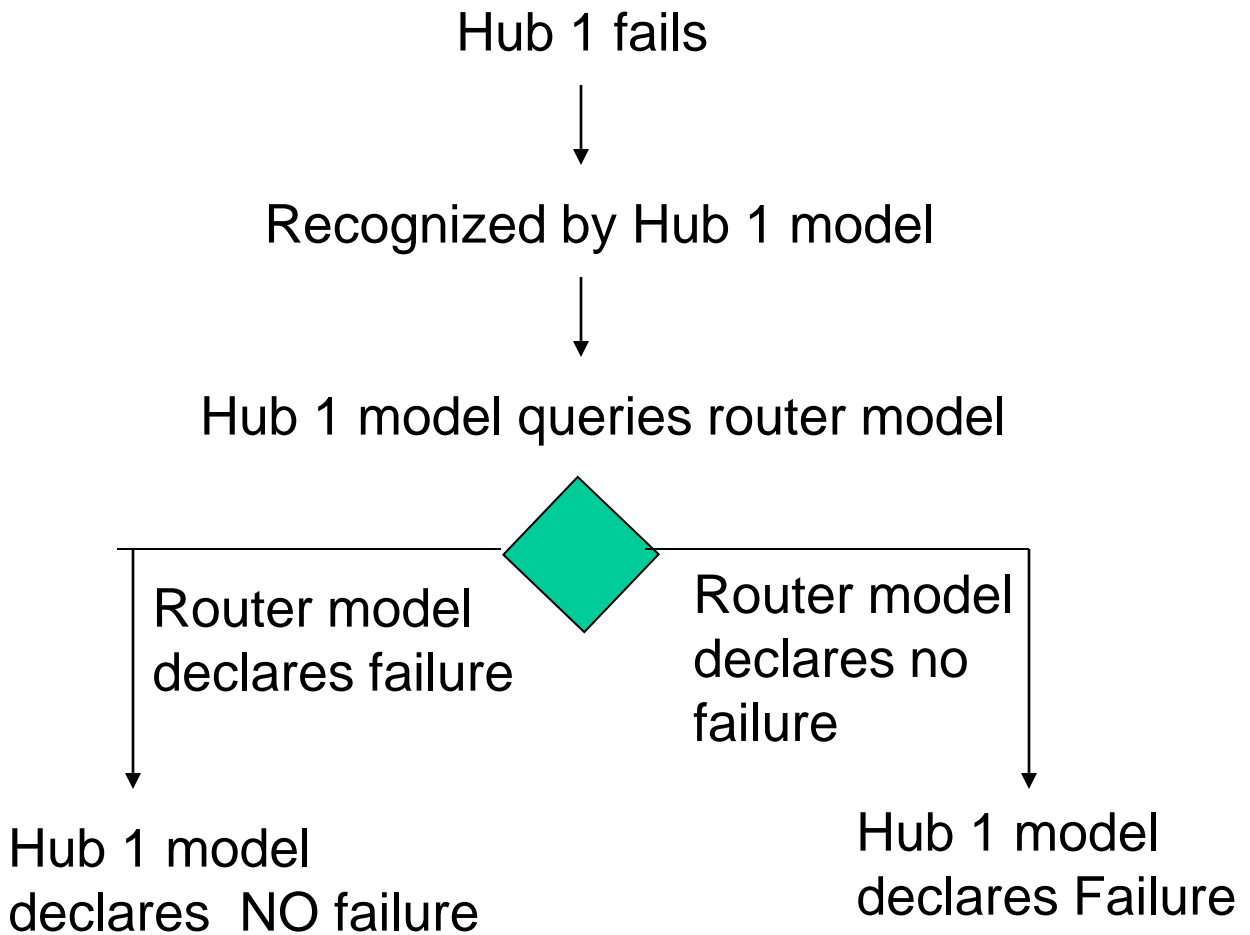 Hub 1 fails
Recognized by Hub 1 model
Hub 1 model queries router model
Router model
declares failure
Router model
declares no
failure
Hub 1 model
declares NO failure
Hub 1 model
declares Failure